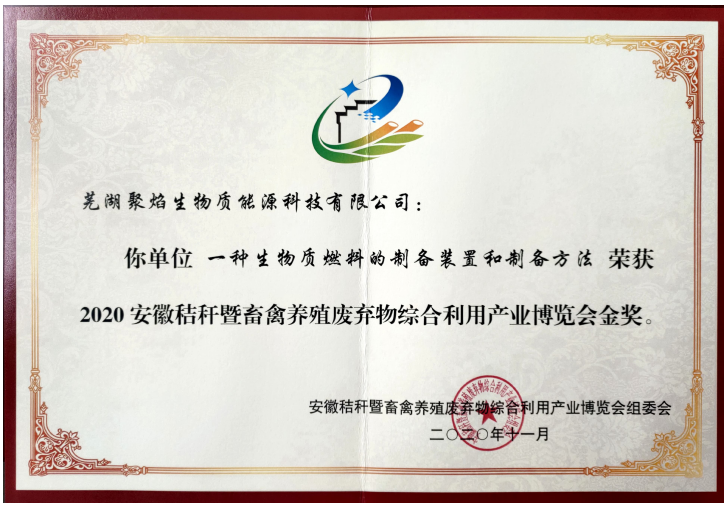 芜湖聚焰生物质能源科技有限公司：
你单位 一种生物质燃料的制备装置和制备方法 荣获
2020安徽秸秆暨畜禽养殖废弃物综合利用产业博览会金奖。
安徽秸秆暨畜禽养殖废弃物综合利用产业博览会组委会
二〇二〇年十一月